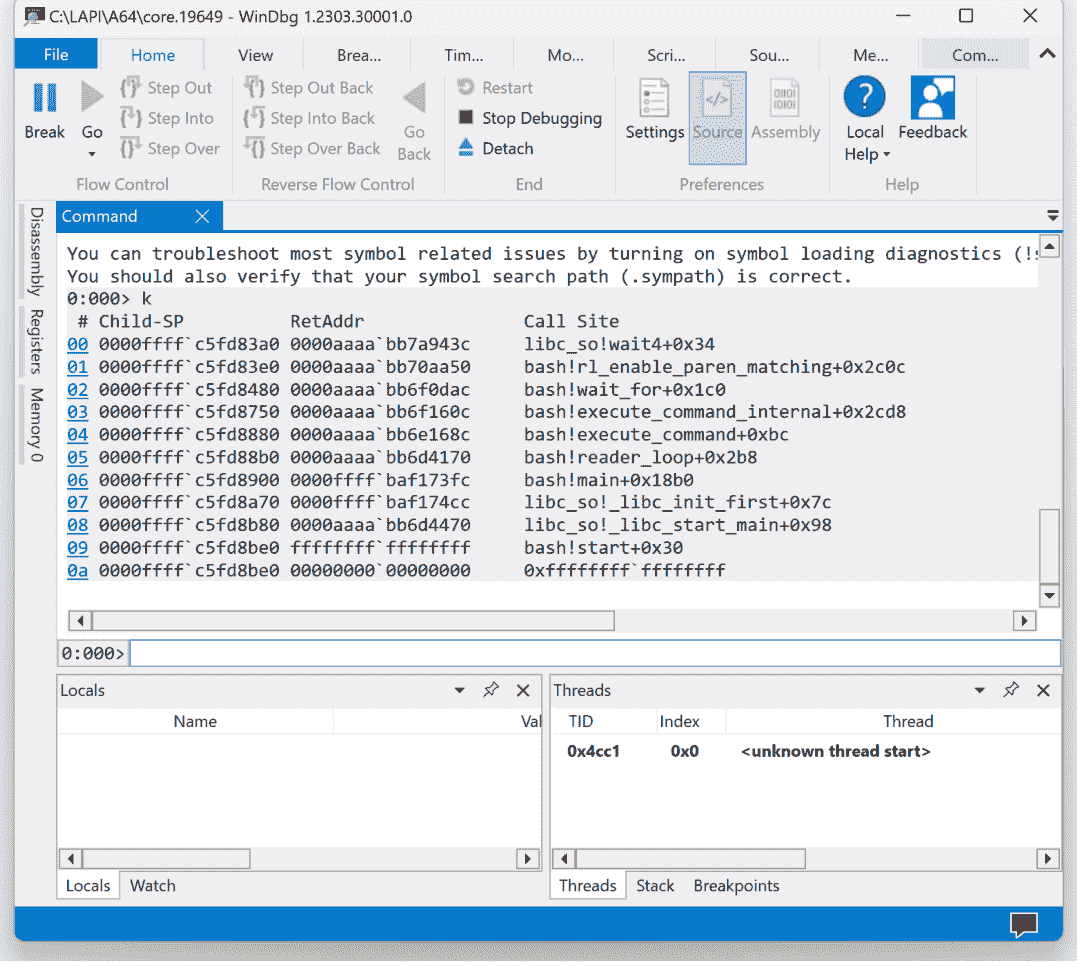 C:\LAPI\A64\core.19649 - WinDbg 1.2303.30001.0
File Home View Brea... Tim... Mo... Scri... Sou... Me... Com...
Break
Go
Step Out
Step Into
Step Over
Flow Control
Step Out Back
Step Into Back
Step Over Back
Go
Back
Reverse Flow Control
Restart
Stop Debugging
Detach
End
Settings
Source
Assembly
Preferences
Local
Help
Feedback
Help
Disassembly
Registers
Memory 0
Command
You can troubleshoot most symbol related issues by turning on symbol loading diagnostics (!s
You should also verify that your symbol search path (.sympath) is correct.
0:000> k
# Child-SP RetAddr Call Site
00 0000ffff`c5fd83a0 0000aaaa`bb7a943c libc_so!wait4+0x34
01 0000ffff`c5fd83e0 0000aaaa`bb70aa50 bash!rl_enable_paren_matching+0x2c0c
02 0000ffff`c5fd8480 0000aaaa`bb6f0dac bash!wait_for+0x1c0
03 0000ffff`c5fd8750 0000aaaa`bb6f160c bash!execute_command_internal+0x2cd8
04 0000ffff`c5fd8880 0000aaaa`bb6e168c bash!execute_command+0xbc
05 0000ffff`c5fd88b0 0000aaaa`bb6d4170 bash!reader_loop+0x2b8
06 0000ffff`c5fd8900 0000ffff`baf173fc bash!main+0x18b0
07 0000ffff`c5fd8a70 0000ffff`baf174cc libc_so!_libc_init_first+0x7c
08 0000ffff`c5fd8b80 0000aaaa`bb6d4470 libc_so!_libc_start_main+0x98
09 0000ffff`c5fd8be0 ffffffff`ffffffff bash!start+0x30
0a 0000ffff`c5fd8be0 00000000`00000000 0xffffffff`ffffffff
0:000>
Locals
Name Val
Locals Watch
Threads
TID Index Thread
0x4cc1 0x0 <unknown thread start>
Threads Stack Breakpoints